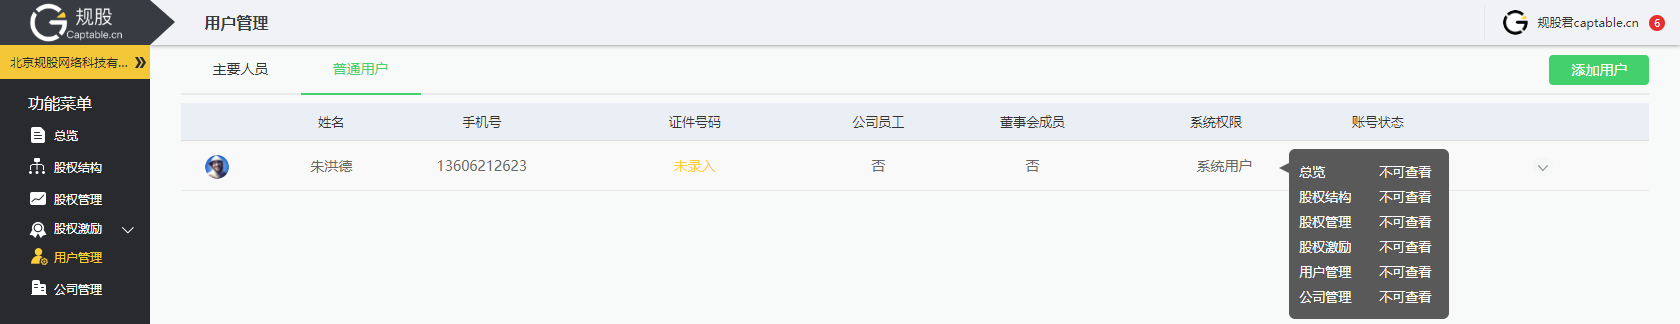 规股
Captable.cn
用户管理
规股君captable.cn
6
北京规股网络科技有...
功能菜单
总览
股权结构
股权管理
股权激励
用户管理
公司管理
主要人员
普通用户
添加用户
姓名
手机号
证件号码
公司员工
董事会成员
系统权限
账号状态
朱洪德
13606212623
未录入
否
否
系统用户
总览 不可查看
股权结构 不可查看
股权管理 不可查看
股权激励 不可查看
用户管理 不可查看
公司管理 不可查看